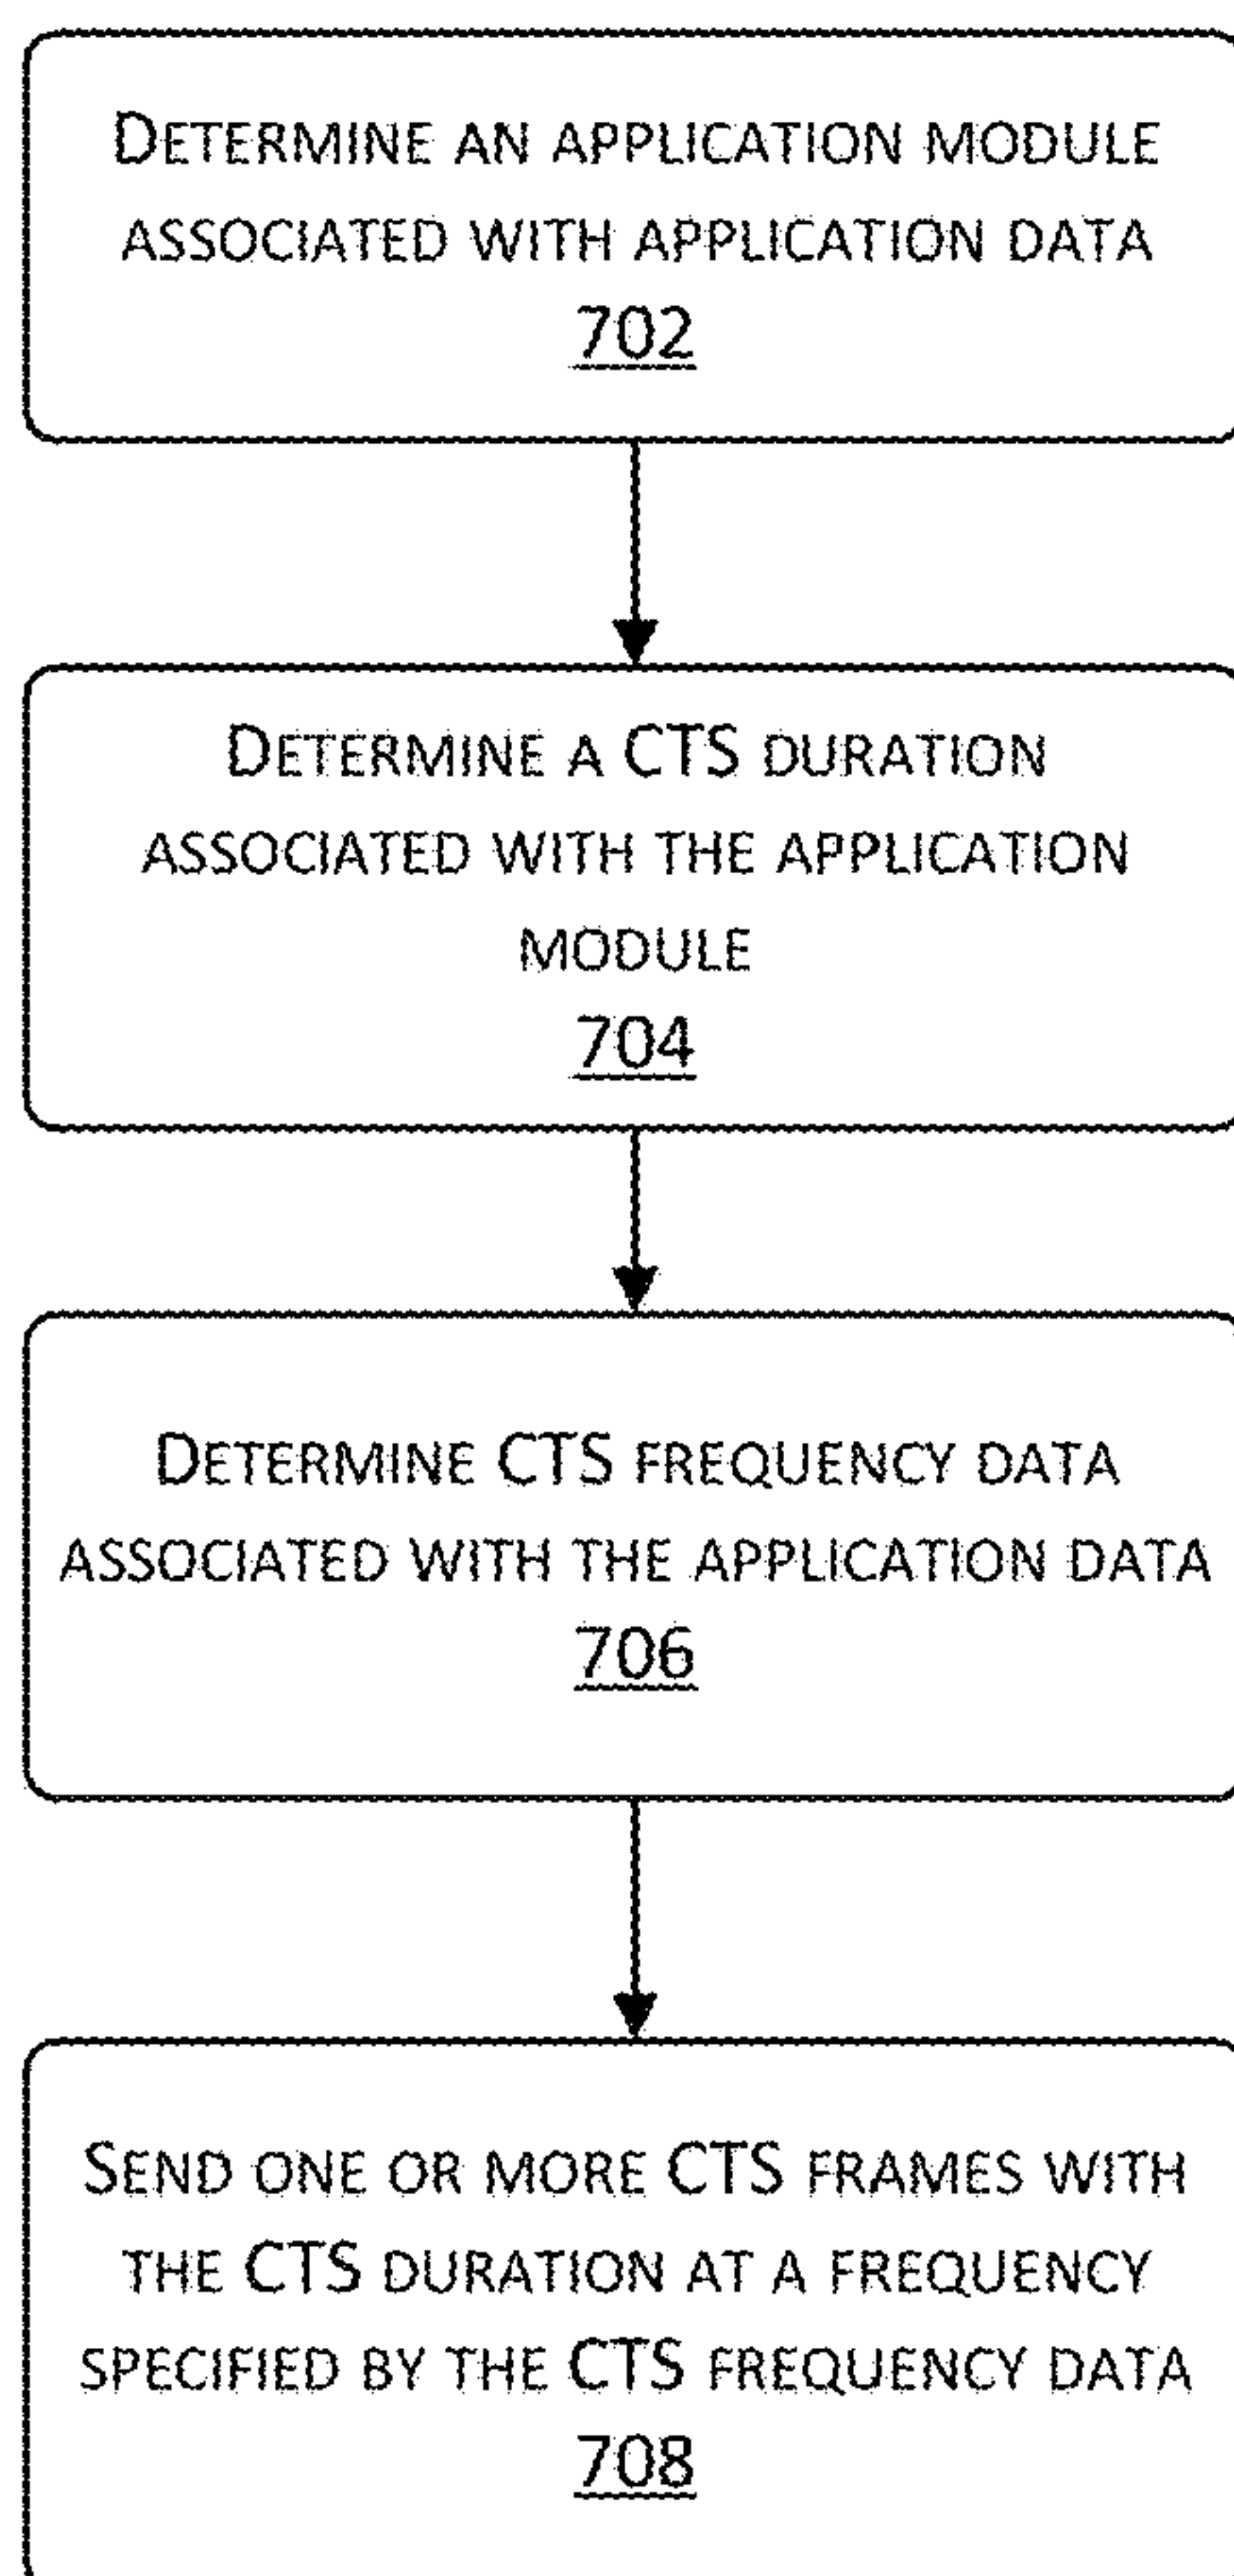 DETERMINE AN APPLICATION MODULE
ASSOCIATED WITH APPLICATION DATA
702
DETERMINE A CTS DURATION
ASSOCIATED WITH THE APPLICATION
MODULE
704
DETERMINE CTS FREQUENCY DATA
ASSOCIATED WITH THE APPLICATION DATA
706
SEND ONE OR MORE CTS FRAMES WITH
THE CTS DURATION AT A FREQUENCY
SPECIFIED BY THE CTS FREQUENCY DATA
708